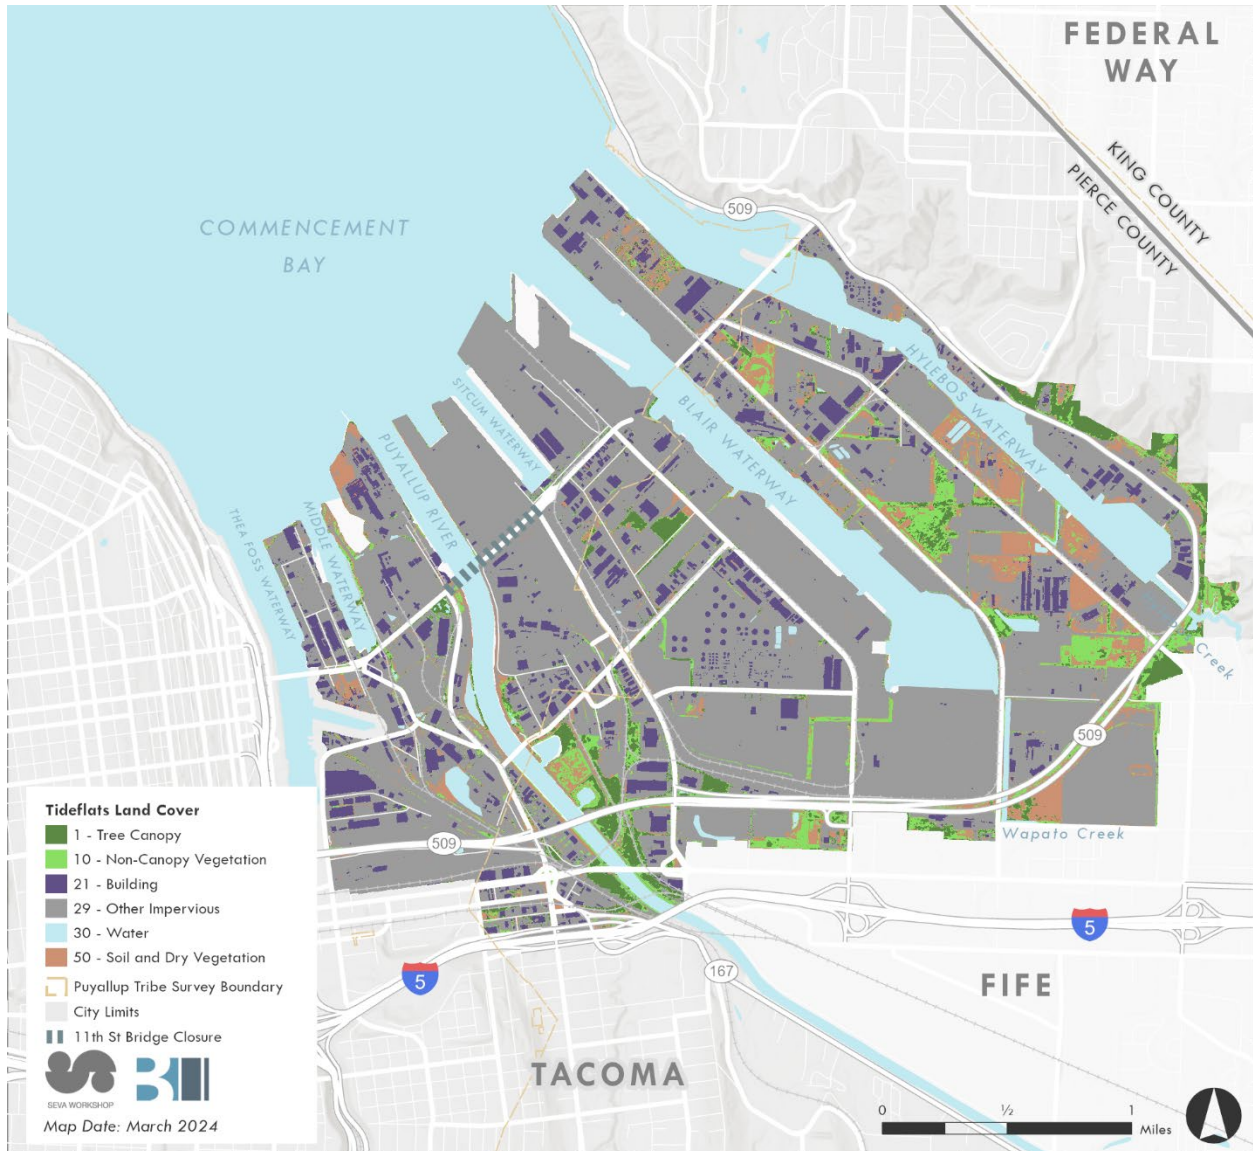 FEDERAL
WAY
KING COUNTY
PIERCE COUNTY
509
COMMENCEMENT
BAY
HYLEBOS WATERWAY
BLAIR WATERWAY
SITCUM WATERWAY
PUYALLUP RIVER
MIDDLE WATERWAY
THEA FOSS WATERWAY
Creek
509
Wapato Creek
509
5
5
167
FIFE
TACOMA
Tideflats Land Cover
1 - Tree Canopy
10 - Non-Canopy Vegetation
21 - Building
29 - Other Impervious
30 - Water
50 - Soil and Dry Vegetation
Puyallup Tribe Survey Boundary
City Limits
11th St Bridge Closure
SEVA WORKSHOP
Map Date: March 2024
0 ½ 1
Miles